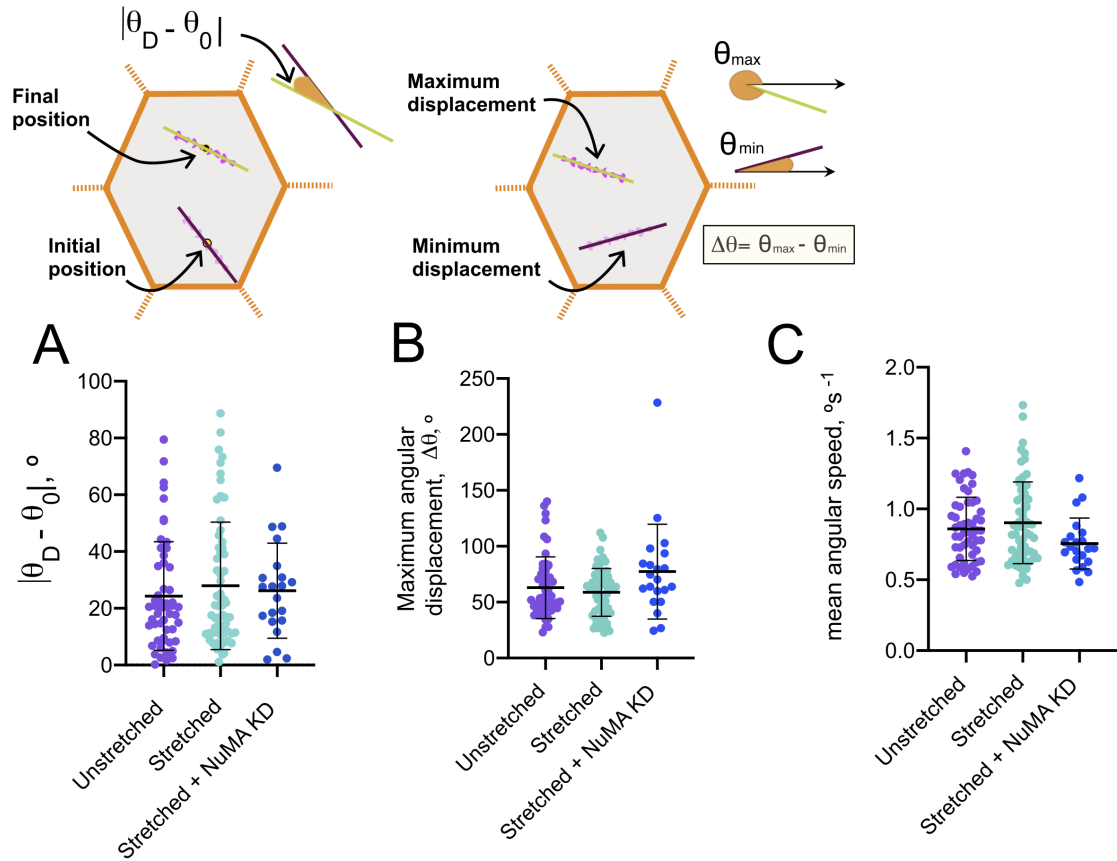 |θD - θ0|
Final
position
Initial
position
Maximum
displacement
Minimum
displacement
θmax
θmin
Δθ= θmax - θmin
A
|θD - θ0|, º
100
80
60
40
20
0
Unstretched
Stretched
Stretched + NuMA KD
B
Maximum angular
displacement, Δθ, º
250
200
150
100
50
0
Unstretched
Stretched
Stretched + NuMA KD
C
mean angular speed, ºs -1
2.0
1.5
1.0
0.5
0.0
Unstretched
Stretched
Stretched + NuMA KD